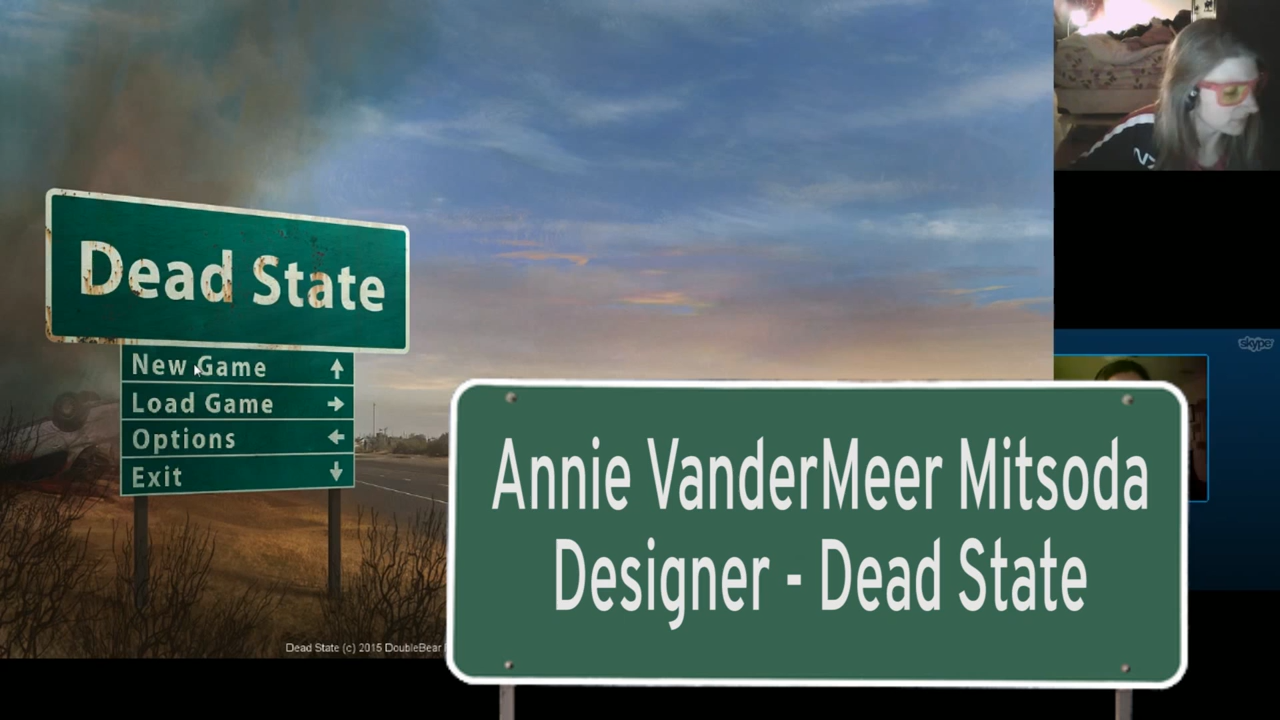 Dead State
New Game
Load Game
Options
Exit
skype
Annie VanderMeer Mitsoda
Designer - Dead State
Dead State (c) 2015 DoubleBear